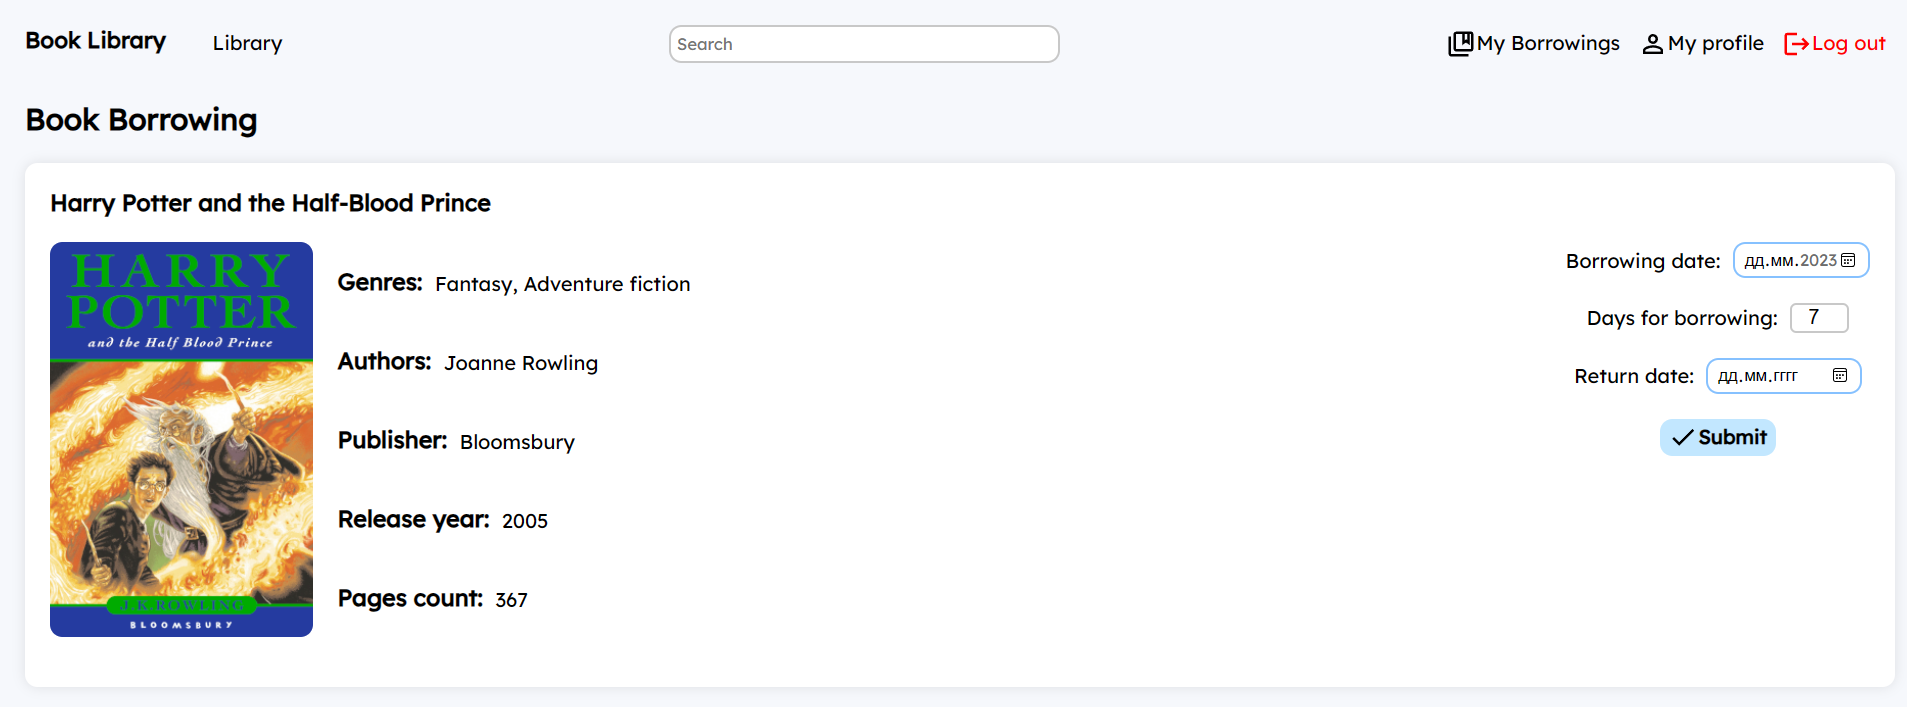 Book Library
Library
Search
My Borrowings
My profile
Log out
Book Borrowing
Harry Potter and the Half-Blood Prince
HARRY
POTTER
and the Half Blood Prince
J.K.ROWLING
BLOOMSBURY
Genres: Fantasy, Adventure fiction
Authors: Joanne Rowling
Publisher: Bloomsbury
Release year: 2005
Pages count: 367
Borrowing date: дд.мм.2023
Days for borrowing: 7
Return date: дд.мм.гггг
Submit